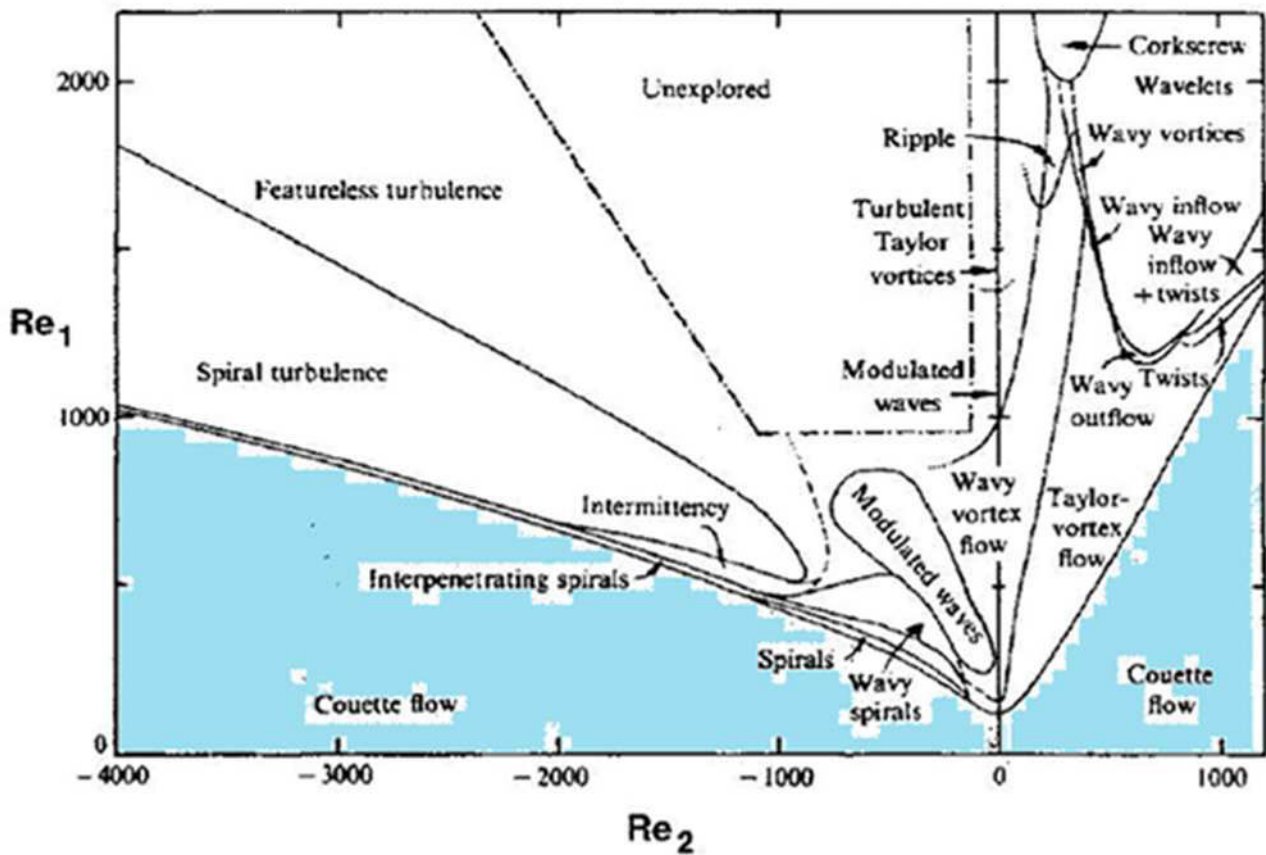 Corkscrew
2000
Unexplored
Wavelets
Ripple
Wavy vortices
Featureless turbulence
Turbulent
Taylor
vortices
Wavy inflow
Wavy
inflow
+ twists
Re1
Spiral turbulence
Modulated
waves
Wavy
outflow
Twists
1000
Intermittency
Modulated waves
Wavy
vortex
flow
Taylor-
vortex
flow
Interpenetrating spirals
Spirals
Wavy
spirals
Couette flow
Couette
flow
0
−4000
−3000
−2000
−1000
0
1000
Re2